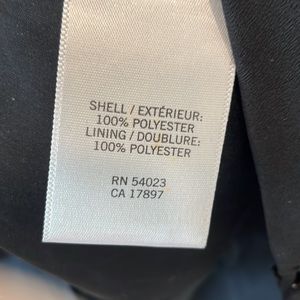 SHELL / EXTÉRIEUR:
100% POLYESTER
LINING / DOUBLURE:
100% POLYESTER
RN 54023
CA 17897